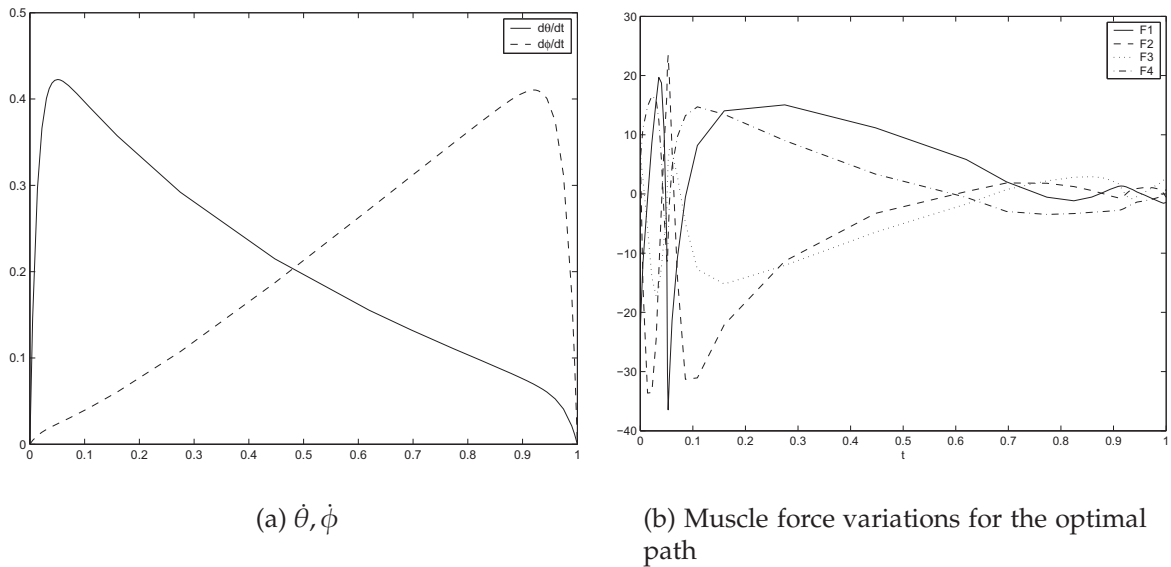 0.5
0.4
0.3
0.2
0.1
0
0 0.1 0.2 0.3 0.4 0.5 0.6 0.7 0.8 0.9 1
dθ/dt
dϕ/dt
(a) θ̇, ϕ̇
30
20
10
0
−10
−20
−30
−40
0 0.1 0.2 0.3 0.4 0.5 0.6 0.7 0.8 0.9 1
t
F1
F2
F3
F4
(b) Muscle force variations for the optimal
path